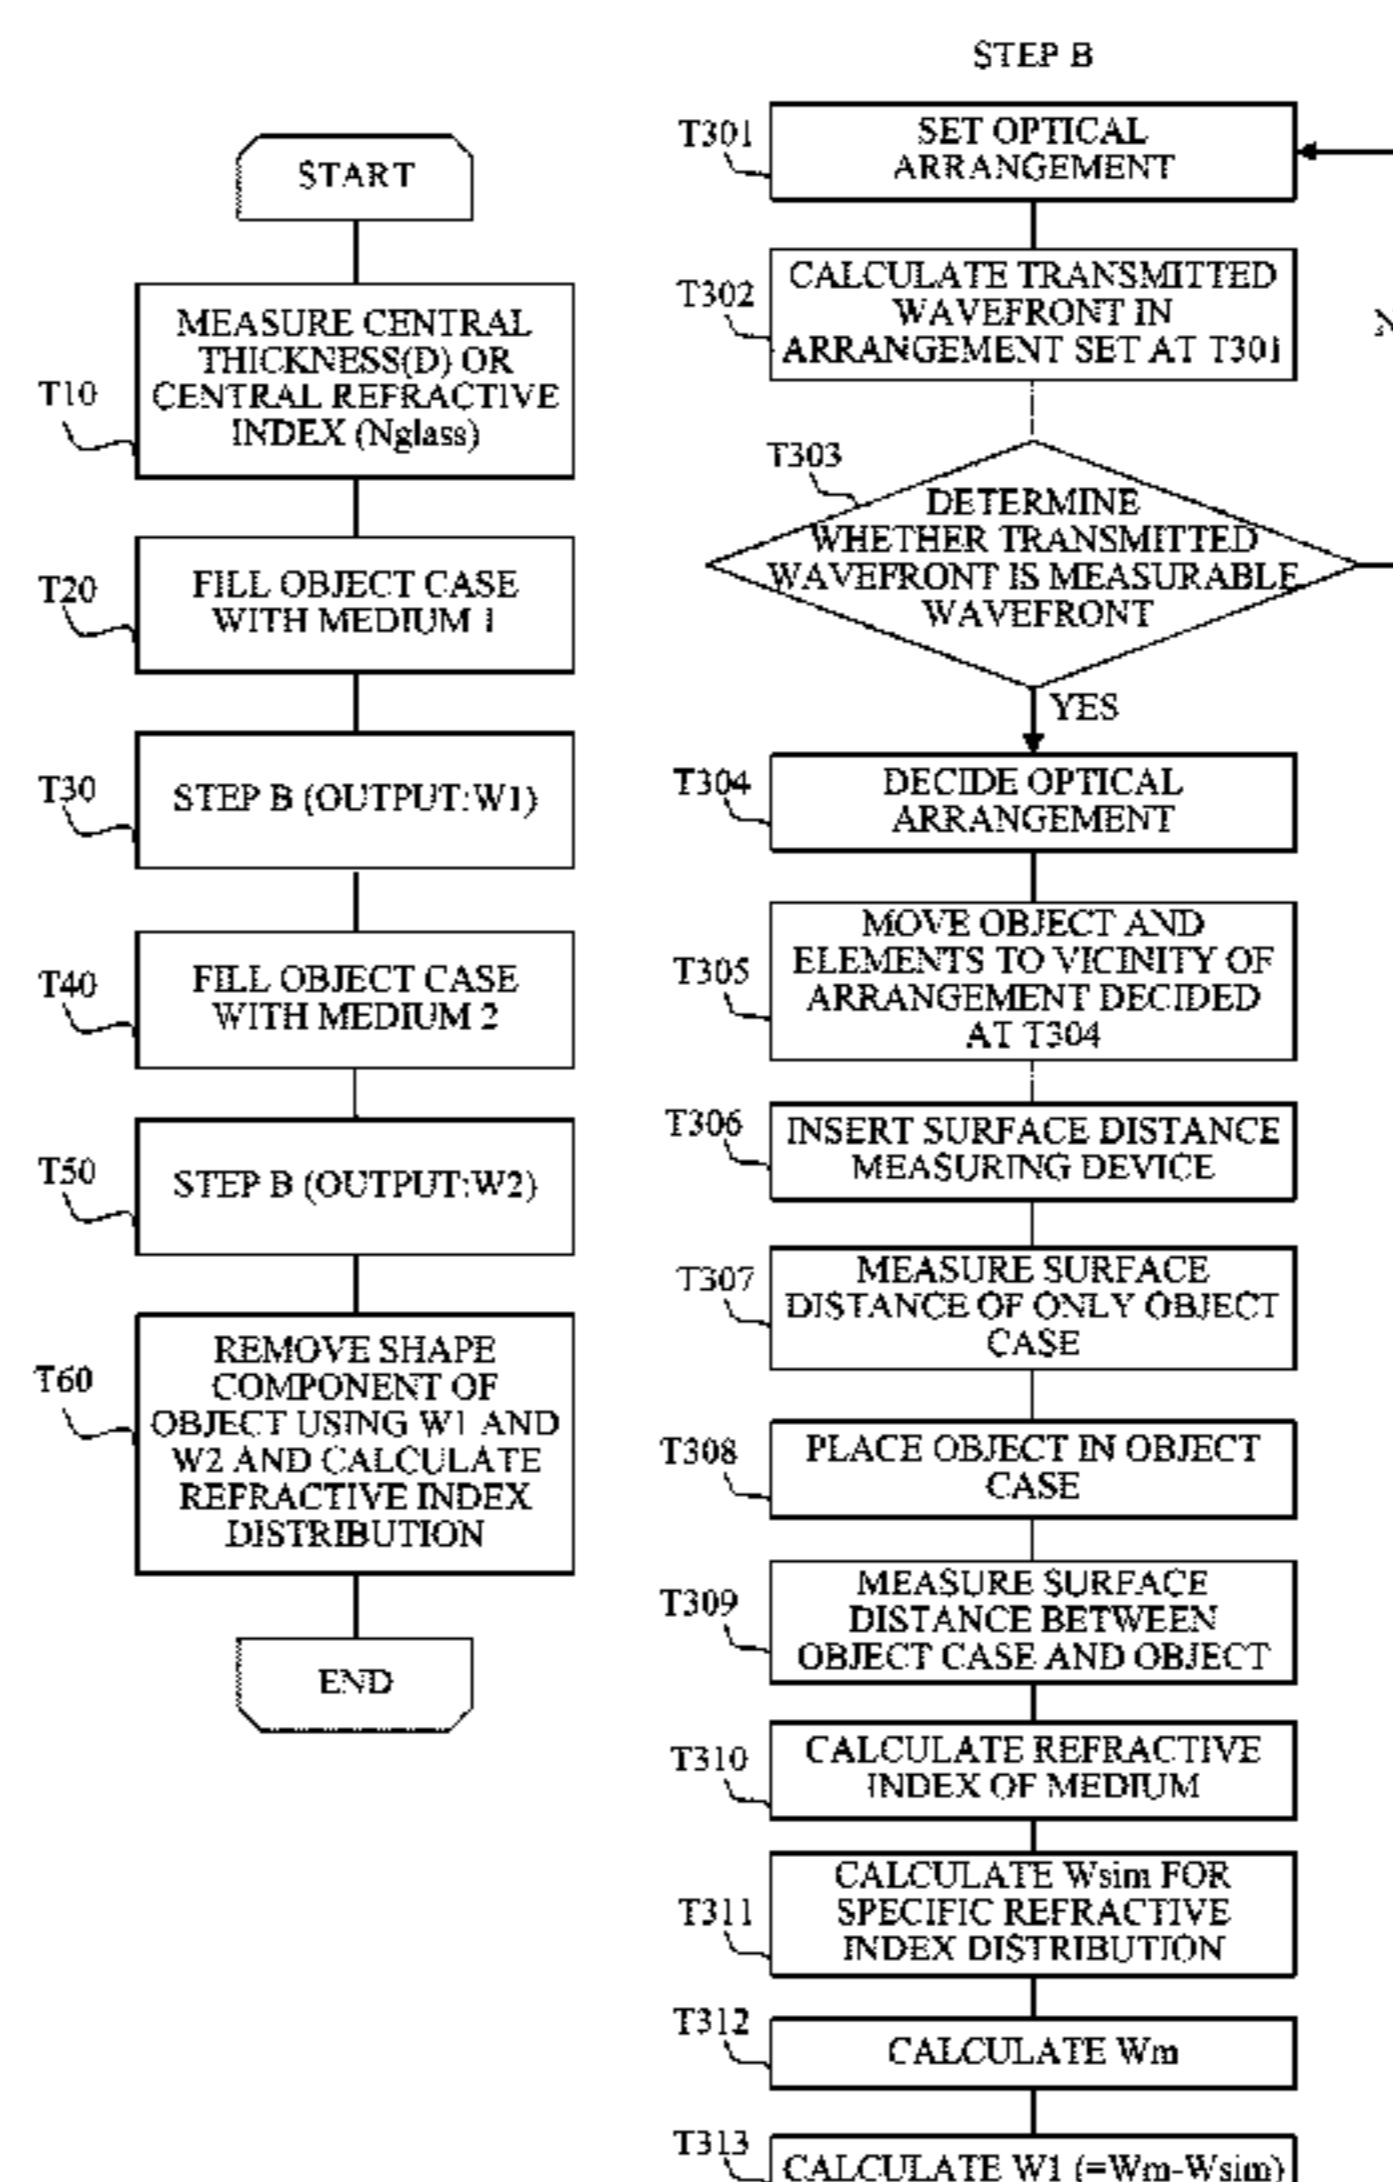 START
T10
MEASURE CENTRAL
THICKNESS(D) OR
CENTRAL REFRACTIVE
INDEX (Nglass)
T20
FILL OBJECT CASE
WITH MEDIUM 1
T30
STEP B (OUTPUT:W1)
T40
FILL OBJECT CASE
WITH MEDIUM 2
T50
STEP B (OUTPUT:W2)
T60
REMOVE SHAPE
COMPONENT OF
OBJECT USING W1 AND
W2 AND CALCULATE
REFRACTIVE INDEX
DISTRIBUTION
END
STEP B
T301
SET OPTICAL
ARRANGEMENT
T302
CALCULATE TRANSMITTED
WAVEFRONT IN
ARRANGEMENT SET AT T301
T303
DETERMINE
WHETHER TRANSMITTED
WAVEFRONT IS MEASURABLE
WAVEFRONT
YES
T304
DECIDE OPTICAL
ARRANGEMENT
T305
MOVE OBJECT AND
ELEMENTS TO VICINITY OF
ARRANGEMENT DECIDED
AT T304
T306
INSERT SURFACE DISTANCE
MEASURING DEVICE
T307
MEASURE SURFACE
DISTANCE OF ONLY OBJECT
CASE
T308
PLACE OBJECT IN OBJECT
CASE
T309
MEASURE SURFACE
DISTANCE BETWEEN
OBJECT CASE AND OBJECT
T310
CALCULATE REFRACTIVE
INDEX OF MEDIUM
T311
CALCULATE Wsim FOR
SPECIFIC REFRACTIVE
INDEX DISTRIBUTION
T312
CALCULATE Wm
T313
CALCULATE W1 (=Wm-Wsim)